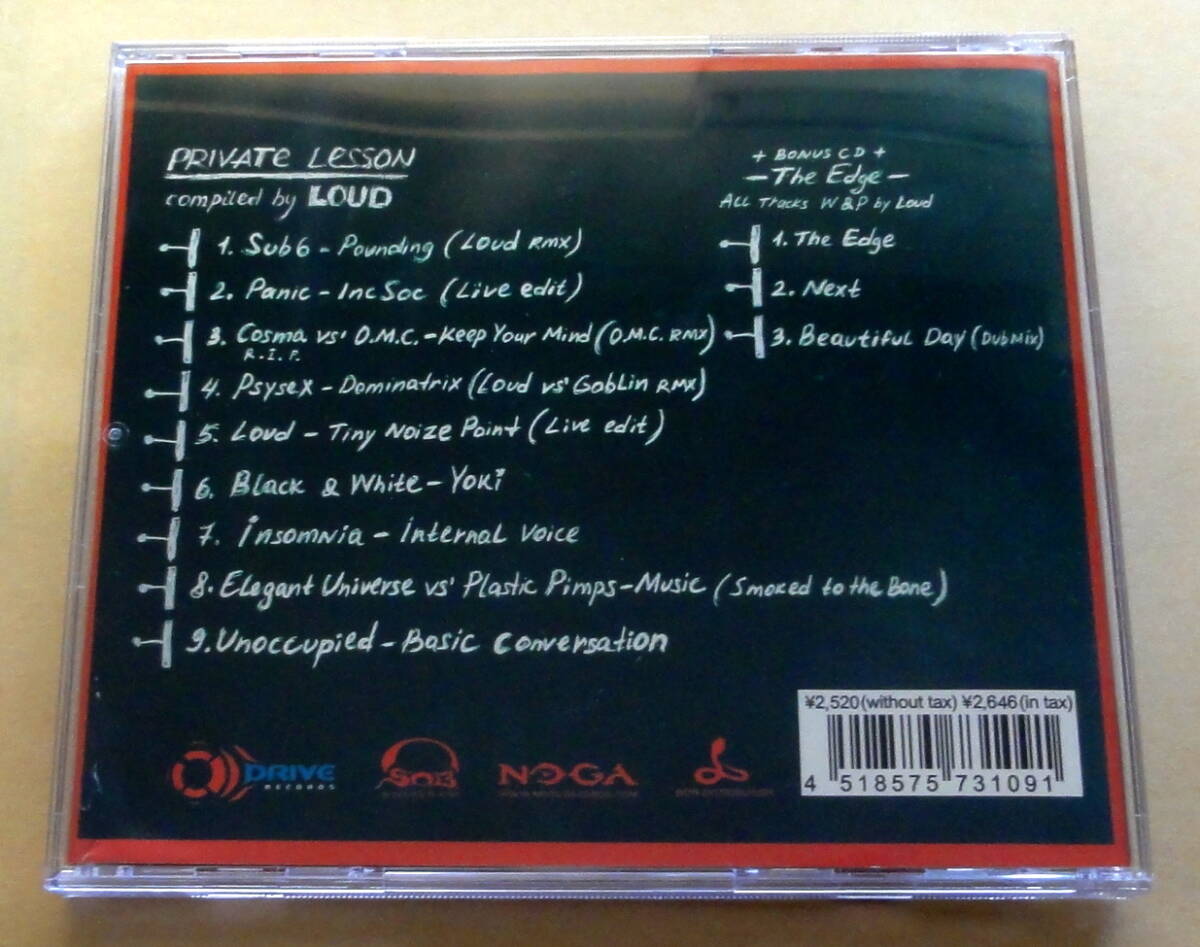 PRIVATE LESSON
compiled by LOUD
1. Sub6 - Pounding (Loud RMX)
2. Panic - IncSoc (Live edit)
3. Cosma vs' O.M.C. - Keep Your Mind (O.M.C. RMX)
R.I.P.
4. Psysex - Dominatrix (Loud vs' Goblin RMX)
5. Loud - Tiny Noize Point (Live edit)
6. Black & White - Yoki
7. Insomnia - Internal Voice
8. Elegant Universe vs' Plastic Pimps - Music (Smoked to the Bone)
9. Unoccupied - Basic Conversation
+ BONUS CD +
- The Edge -
All Tracks W&P by Loud
1. The Edge
2. Next
3. Beautiful Day (Dub Mix)
DRIVE
RECORDS
SOB
NOGA
¥2,520(without tax) ¥2,646(in tax)
4 518575 731091